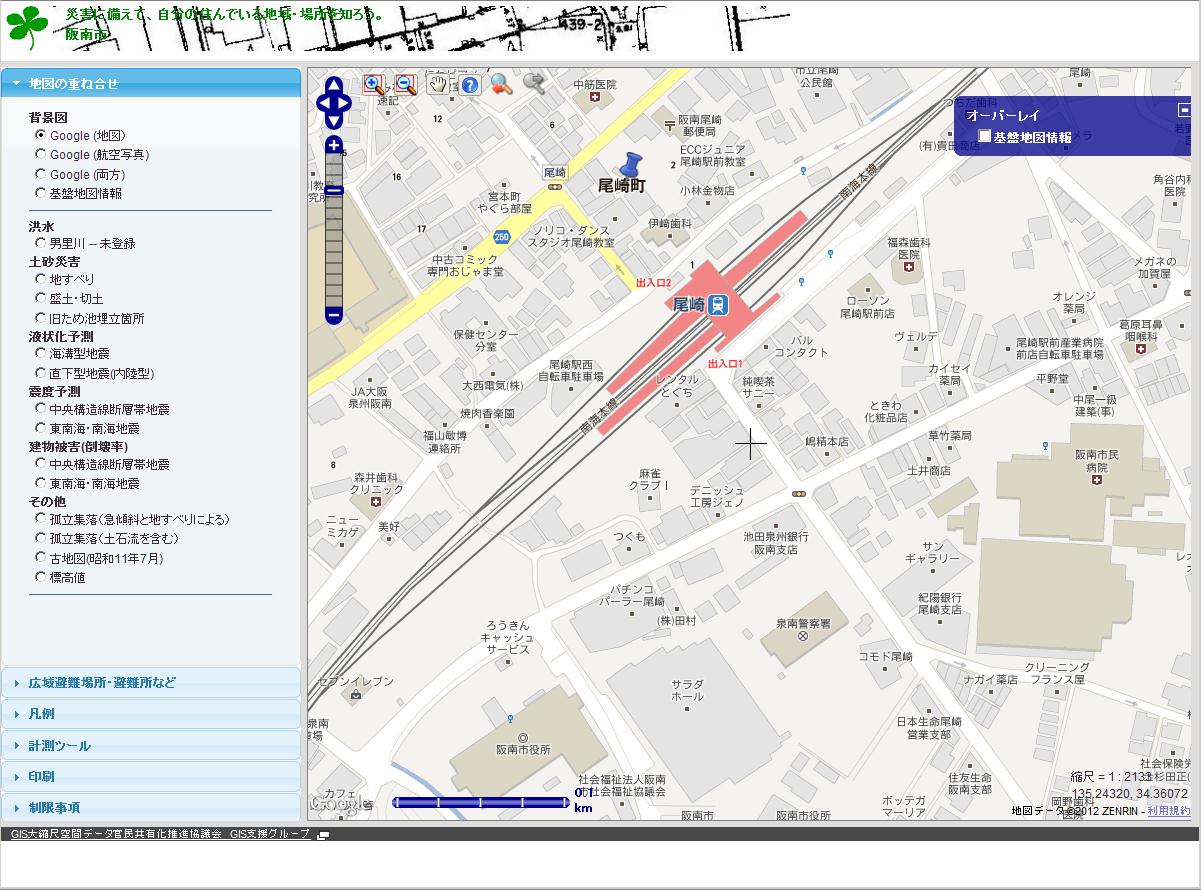 災害に備えて、自分の住んでいる地域・場所を知ろう。
阪南市
439-2
地図の重ね合せ
背景図
Google (地図)
Google (航空写真)
Google (両方)
基盤地図情報
洪水
男里川 -- 未登録
土砂災害
地すべり
盛土・切土
旧ため池埋立箇所
液状化予測
海溝型地震
直下型地震(内陸型)
震度予測
中央構造線断層帯地震
東南海・南海地震
建物被害(倒壊率)
中央構造線断層帯地震
東南海・南海地震
その他
孤立集落(急傾斜と地すべりによる)
孤立集落(土石流を含む)
古地図(昭和11年7月)
標高値
広域避難場所・避難所など
凡例
計測ツール
印刷
制限事項
オーバーレイ
基盤地図情報
速記
12
中筋医院
市立尾崎
公民館
尾崎
つちだ歯科
6
阪南尾崎
郵便局
2
ECCジュニア
尾崎駅前教室
(有)貴田商店
16
尾崎
尾崎町
小林金物店
南海本線
角谷内科
宮本町
やぐら部屋
17
250
ノリコ・ダンス
スタジオ尾崎教室
伊﨑歯科
福森歯科
医院
中古コミック
専門おじゃま堂
1
出入口2
メガネの
加賀屋
尾崎
ローソン
尾崎駅前店
オレンジ
薬局
保健センター
分室
バル
コンタクト
ヴェルデ
葛原耳鼻
咽喉科
尾崎駅前産業病院
前店自転車駐車場
出入口1
尾崎駅西
自転車駐車場
大西電気(株)
レンタル
とくち
純喫茶
サニー
カイセイ
薬局
平野堂
JA大阪
泉州阪南
焼肉香楽園
南海本線
ときわ
化粧品店
中尾一級
建築(事)
福山敏博
連絡所
嶋精本店
草竹薬局
8
土井商店
阪南市民
病院
森井歯科
クリニック
麻雀
クラブI
デニッシュ
工房ジェノ
ニュー
ミカゲ
美好
つくも
池田泉州銀行
阪南支店
サン
ギャラリー
パチンコ
パーラー尾崎
(株)田村
紀陽銀行
尾崎支店
ろうきん
キャッシュ
サービス
泉南警察署
コモド尾崎
クリーニング
フランス屋
セブンイレブン
サラダ
ホール
ナガイ薬店
阪南市役所
日本生命尾崎
営業支部
社会福祉法人阪南
市社会福祉協議会
住友生命
阪南支部
カフェ
Google
0.1
km
ボッテガ
マーリア
岡野歯科
医院
阪南市
阪南市役所
縮尺 = 1 : 2133
135.24320, 34.36072
地図データ ©2012 ZENRIN - 利用規約
GIS大縮尺空間データ官民共有化推進協議会 GIS支援グループ